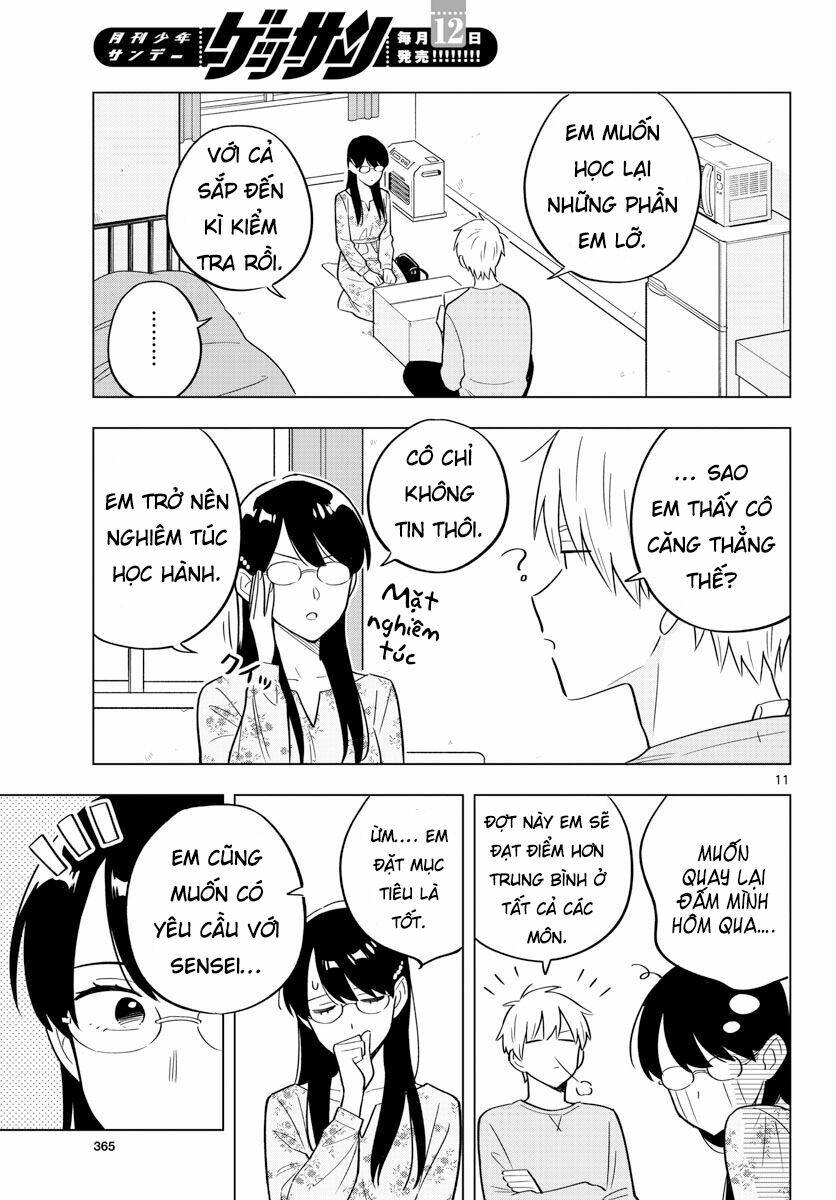 月刊少年
サンデー
ゲッサン
毎月12日
発売!!!!!!!!!
EM MUỐN
HỌC LẠI
NHỮNG PHẦN
EM LỠ.
VỚI CẢ
SẮP ĐẾN
KÌ KIỂM
TRA RỒI.
......
... SAO
EM THẤY CÔ
CĂNG THẲNG
THẾ?
?
CÔ CHỈ
KHÔNG
TIN THÔI.
EM TRỞ NÊN
NGHIÊM TÚC
HỌC HÀNH.
Mặt
nghiêm
túc
クイッ
11
MUỐN
QUAY LẠI
ĐẤM MÌNH
HÔM QUA....
ĐỢT NÀY EM SẼ
ĐẠT ĐIỂM HƠN
TRUNG BÌNH Ở
TẤT CẢ CÁC
MÔN.
ỪM.... EM
ĐẶT MỤC
TIÊU LÀ
TỐT.
EM CŨNG
MUỐN CÓ
YÊU CẦU VỚI
SENSEI...
365